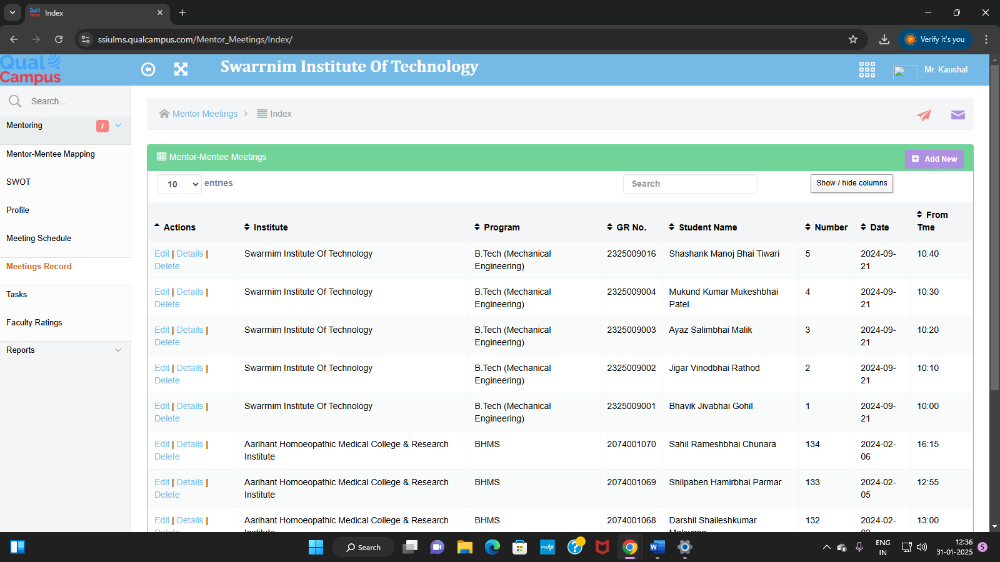 Index
ssiulms.qualcampus.com/Mentor_Meetings/Index/
Verify it's you
Qual Campus
Swarrnim Institute Of Technology
Mr. Kaushal
Search...
Mentoring 7
Mentor-Mentee Mapping
SWOT
Profile
Meeting Schedule
Meetings Record
Tasks
Faculty Ratings
Reports
Mentor Meetings > Index
Mentor-Mentee Meetings
Add New
10 entries
Search
Show / hide columns
Actions Institute Program GR No. Student Name Number Date From Tme
Edit | Details | Delete Swarrnim Institute Of Technology B.Tech (Mechanical Engineering) 2325009016 Shashank Manoj Bhai Tiwari 5 2024-09-21 10:40
Edit | Details | Delete Swarrnim Institute Of Technology B.Tech (Mechanical Engineering) 2325009004 Mukund Kumar Mukeshbhai Patel 4 2024-09-21 10:30
Edit | Details | Delete Swarrnim Institute Of Technology B.Tech (Mechanical Engineering) 2325009003 Ayaz Salimbhai Malik 3 2024-09-21 10:20
Edit | Details | Delete Swarrnim Institute Of Technology B.Tech (Mechanical Engineering) 2325009002 Jigar Vinodbhai Rathod 2 2024-09-21 10:10
Edit | Details | Delete Swarrnim Institute Of Technology B.Tech (Mechanical Engineering) 2325009001 Bhavik Jivabhai Gohil 1 2024-09-21 10:00
Edit | Details | Delete Aarihant Homoeopathic Medical College & Research Institute BHMS 2074001070 Sahil Rameshbhai Chunara 134 2024-02-06 16:15
Edit | Details | Delete Aarihant Homoeopathic Medical College & Research Institute BHMS 2074001069 Shilpaben Hamirbhai Parmar 133 2024-02-05 12:55
Edit | Details | Aarihant Homoeopathic Medical College & Research BHMS 2074001068 Darshil Shaileshkumar 132 2024-02- 13:00
Search
myhp
ENG
IN
12:36
31-01-2025
5